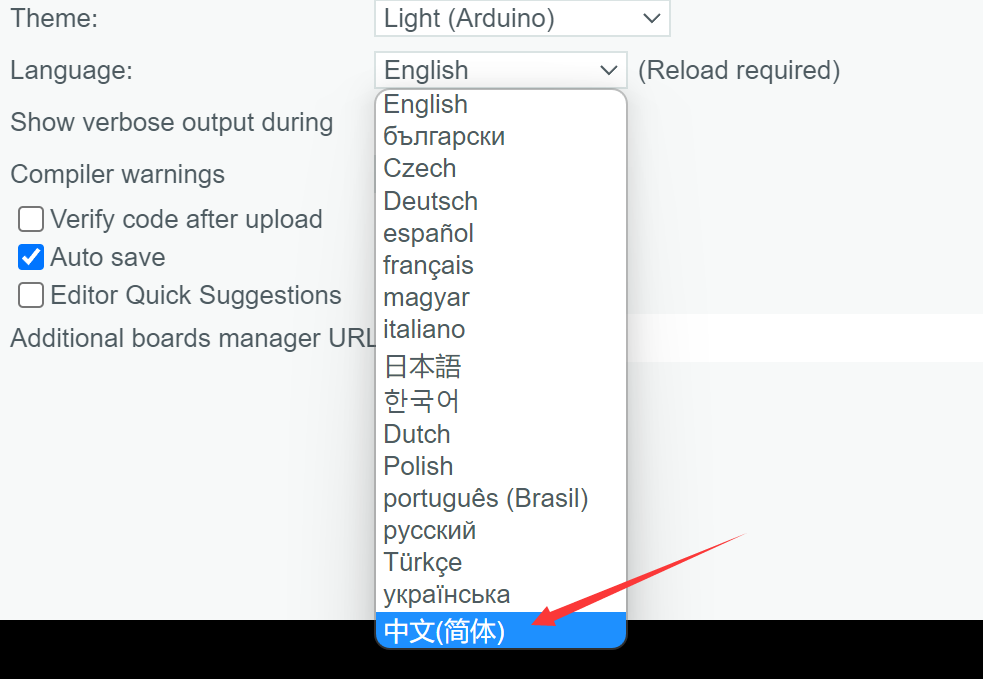 Theme: Light (Arduino)
Language: English (Reload required)
English
Show verbose output during
български
Czech
Compiler warnings
Deutsch
Verify code after upload
español
Auto save
français
Editor Quick Suggestions
magyar
italiano
Additional boards manager URL
日本語
한국어
Dutch
Polish
português (Brasil)
русский
Türkçe
українська
中文(简体)